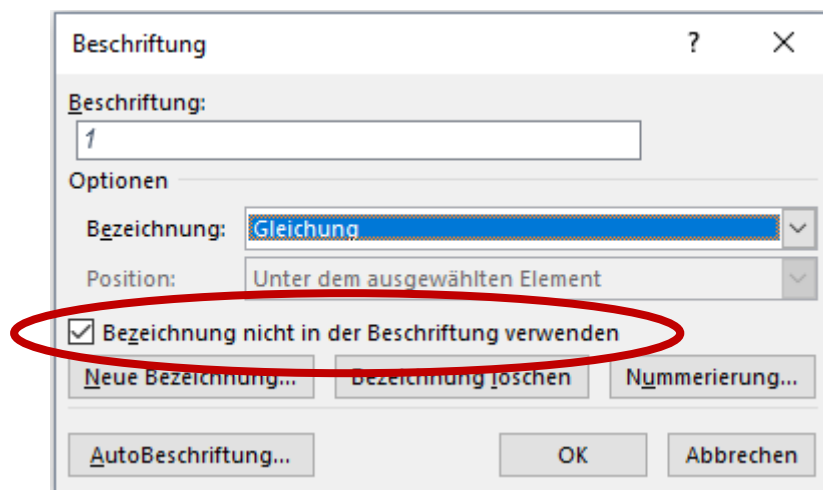 Beschriftung ?
Beschriftung:
1
Optionen
Bezeichnung: Gleichung
Position: Unter dem ausgewählten Element
Bezeichnung nicht in der Beschriftung verwenden
Neue Bezeichnung... Bezeichnung löschen Nummerierung...
AutoBeschriftung... OK Abbrechen